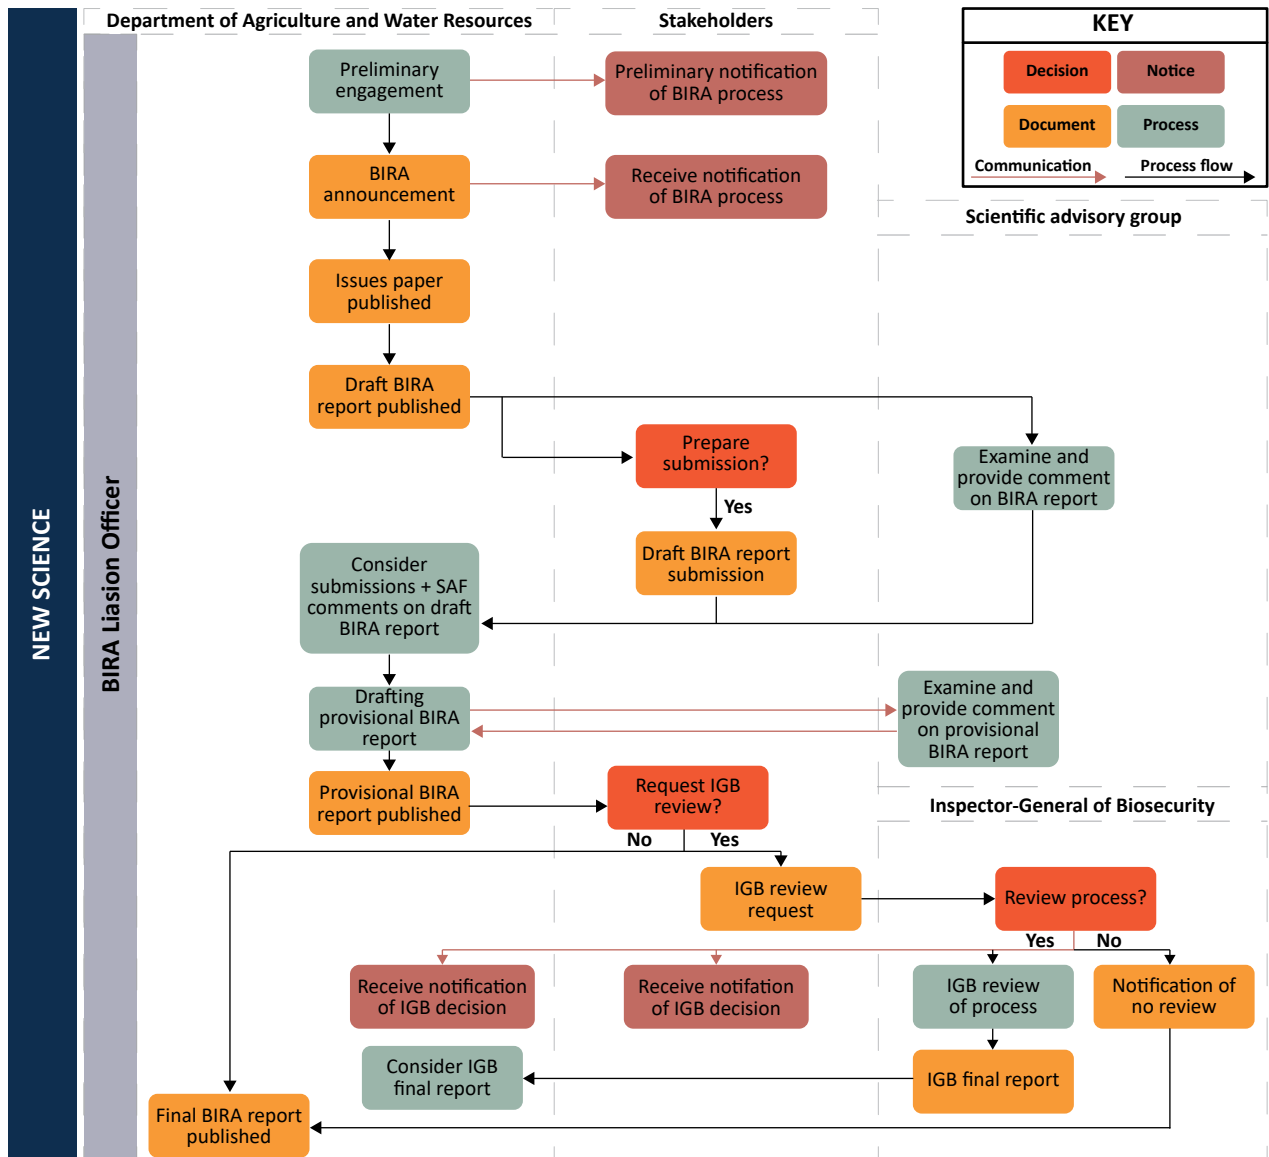 Department of Agriculture and Water Resources
Stakeholders
KEY
Decision
Notice
Document
Process
Communication
Process flow
NEW SCIENCE
BIRA Liasion Officer
Preliminary
engagement
Preliminary notification
of BIRA process
BIRA
announcement
Receive notification
of BIRA process
Scientific advisory group
Issues paper
published
Draft BIRA
report published
Prepare
submission?
Yes
Examine and
provide comment
on BIRA report
Draft BIRA report
submission
Consider
submissions + SAF
comments on draft
BIRA report
Drafting
provisional BIRA
report
Examine and
provide comment
on provisional
BIRA report
Provisional BIRA
report published
Request IGB
review?
No
Yes
Inspector-General of Biosecurity
IGB review
request
Review process?
Yes
No
Receive notification
of IGB decision
Receive notifation
of IGB decision
IGB review
of process
Notification of
no review
Consider IGB
final report
IGB final report
Final BIRA report
published